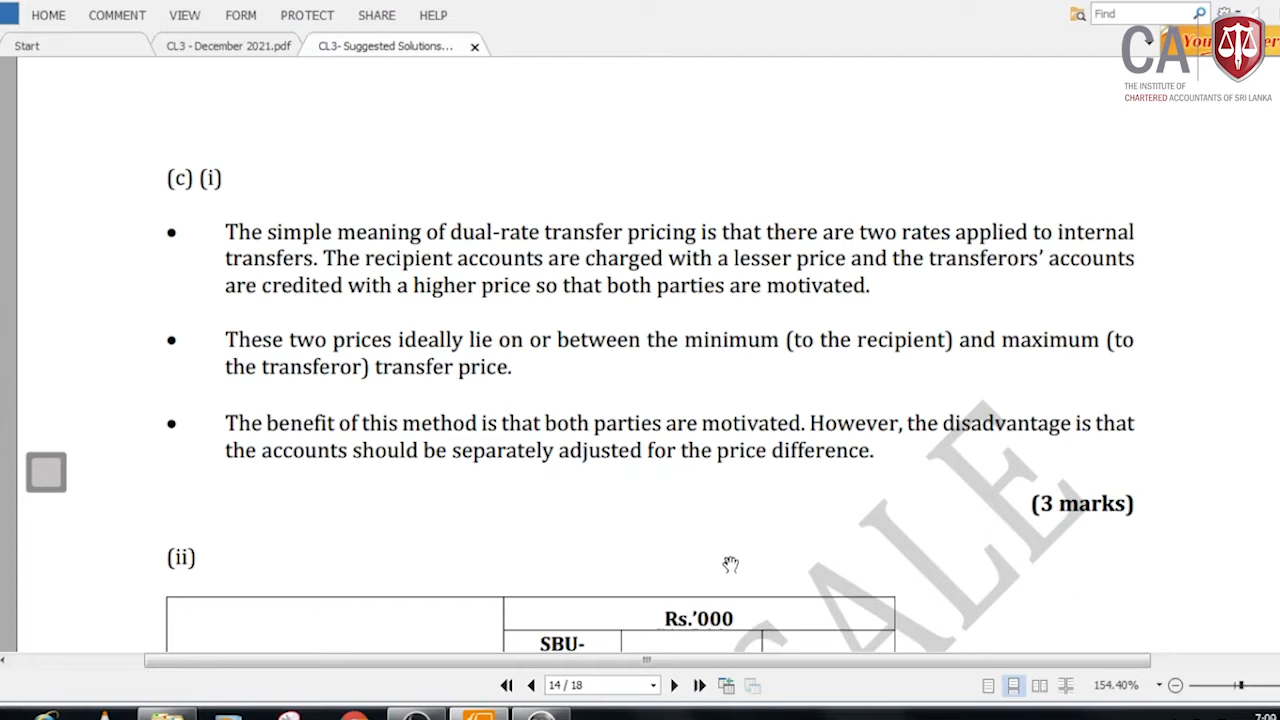 HOME COMMENT VIEW FORM PROTECT SHARE HELP
Find
Start CL3 - December 2021.pdf CL3- Suggested Solutions...
CA
THE INSTITUTE OF
CHARTERED ACCOUNTANTS OF SRI LANKA
(c) (i)
• The simple meaning of dual-rate transfer pricing is that there are two rates applied to internal
transfers. The recipient accounts are charged with a lesser price and the transferors’ accounts
are credited with a higher price so that both parties are motivated.
• These two prices ideally lie on or between the minimum (to the recipient) and maximum (to
the transferor) transfer price.
• The benefit of this method is that both parties are motivated. However, the disadvantage is that
the accounts should be separately adjusted for the price difference.
(3 marks)
(ii)
Rs.’000
SBU-
SALE
14 / 18
154.40%